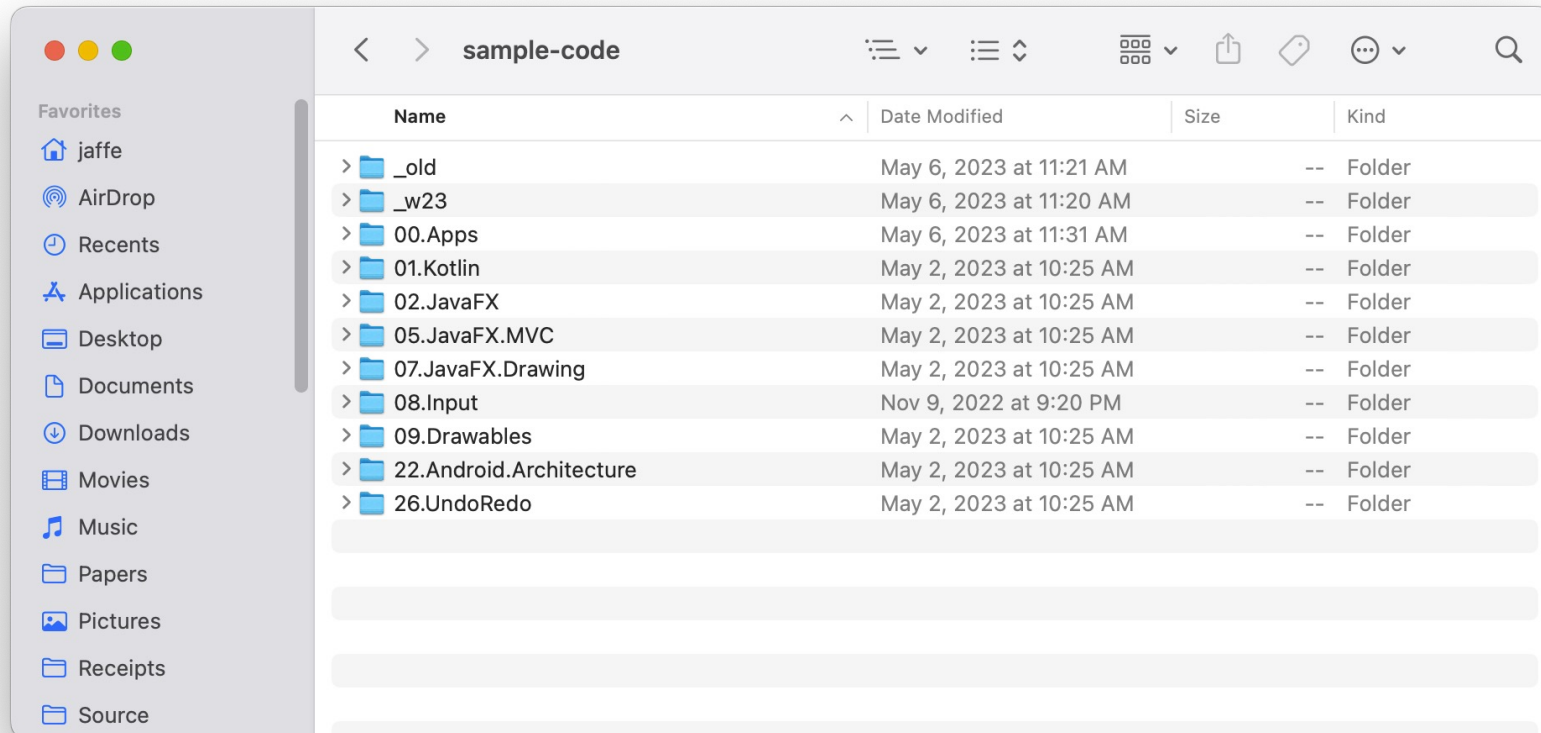 sample-code
Favorites
jaffe
AirDrop
Recents
Applications
Desktop
Documents
Downloads
Movies
Music
Papers
Pictures
Receipts
Source
Name Date Modified Size Kind
_old May 6, 2023 at 11:21 AM -- Folder
_w23 May 6, 2023 at 11:20 AM -- Folder
00.Apps May 6, 2023 at 11:31 AM -- Folder
01.Kotlin May 2, 2023 at 10:25 AM -- Folder
02.JavaFX May 2, 2023 at 10:25 AM -- Folder
05.JavaFX.MVC May 2, 2023 at 10:25 AM -- Folder
07.JavaFX.Drawing May 2, 2023 at 10:25 AM -- Folder
08.Input Nov 9, 2022 at 9:20 PM -- Folder
09.Drawables May 2, 2023 at 10:25 AM -- Folder
22.Android.Architecture May 2, 2023 at 10:25 AM -- Folder
26.UndoRedo May 2, 2023 at 10:25 AM -- Folder